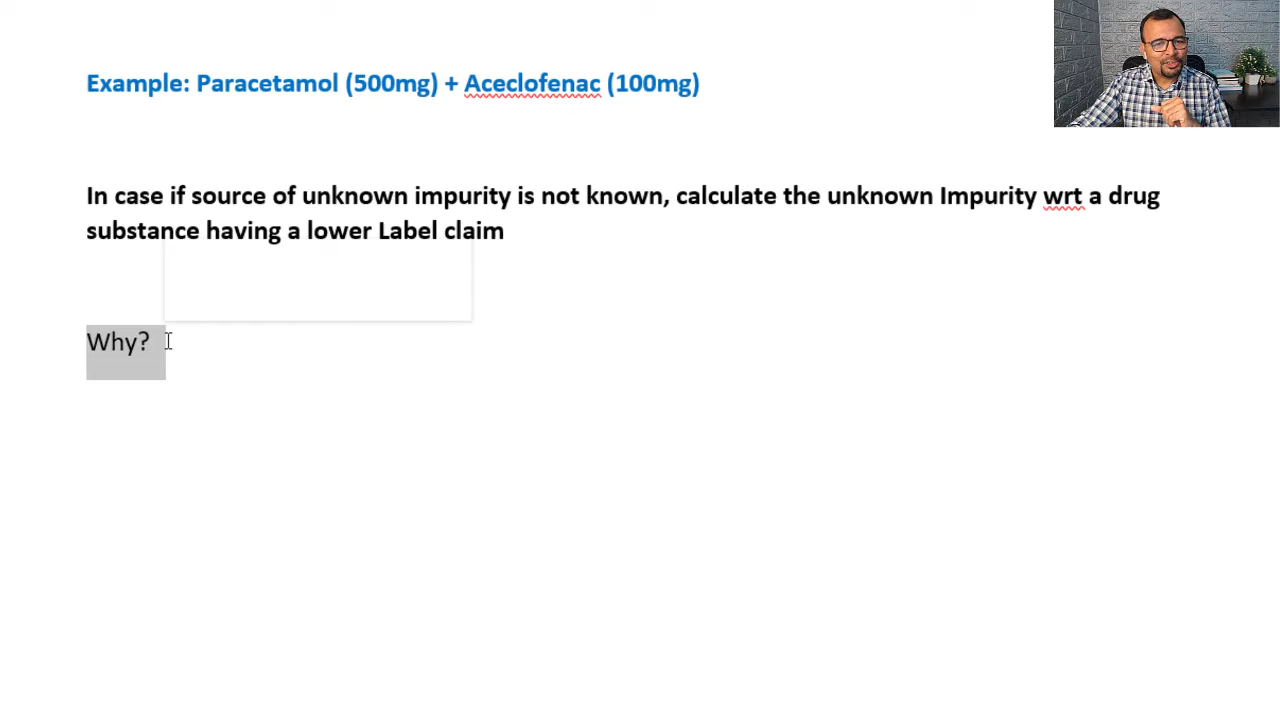 Example: Paracetamol (500mg) + Aceclofenac (100mg)
In case if source of unknown impurity is not known, calculate the unknown Impurity wrt a drug
substance having a lower Label claim
Why?